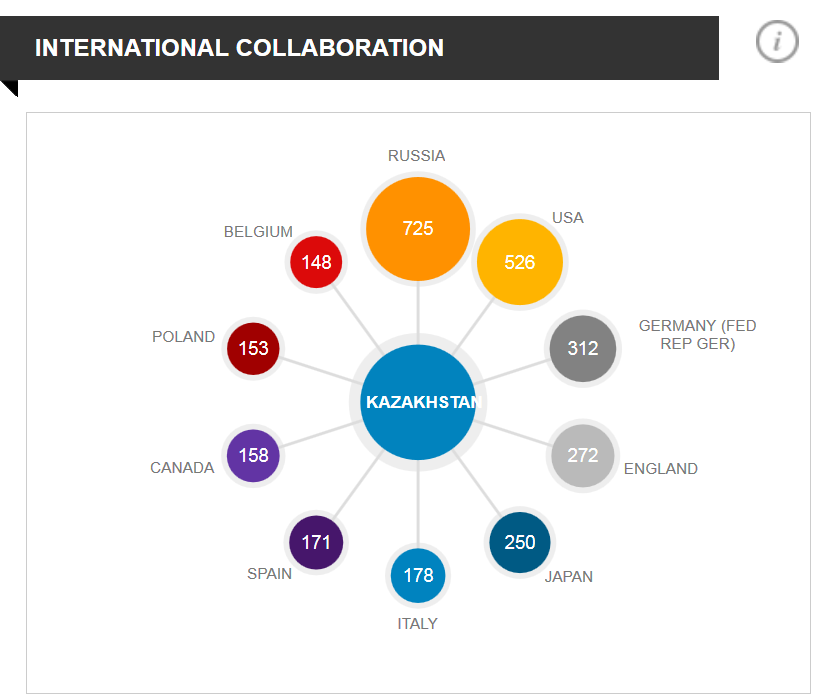 INTERNATIONAL COLLABORATION
i
RUSSIA
725
USA
526
GERMANY (FED
REP GER)
312
ENGLAND
272
JAPAN
250
ITALY
178
SPAIN
171
CANADA
158
POLAND
153
BELGIUM
148
KAZAKHSTAN